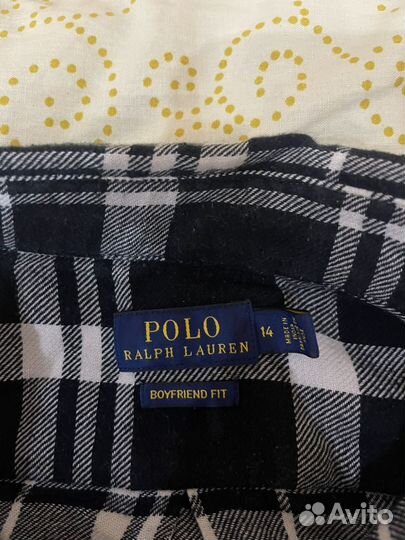 POLO
RALPH LAUREN
14
MADE IN
BOYFRIEND FIT
Avito